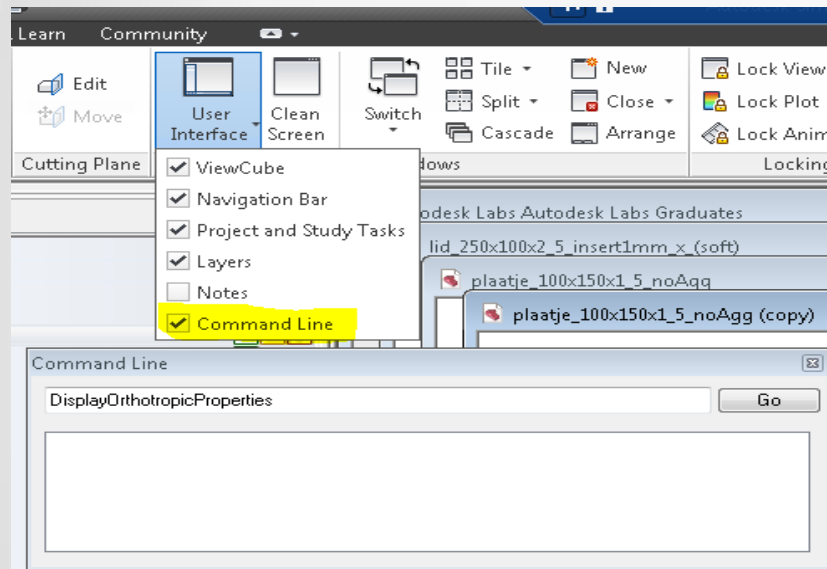 Learn Community
Edit
Move
User
Interface
Clean
Screen
Switch
Tile
Split
Cascade
New
Close
Arrange
Lock View
Lock Plot
Lock Anim
Cutting Plane
dows
Locking
ViewCube
Navigation Bar
Project and Study Tasks
Layers
Notes
Command Line
odesk Labs Autodesk Labs Graduates
lid_250x100x2_5_insert1mm_x_(soft)
plaatje_100x150x1_5_noAgg
plaatje_100x150x1_5_noAgg (copy)
Command Line
DisplayOrthotropicProperties
Go